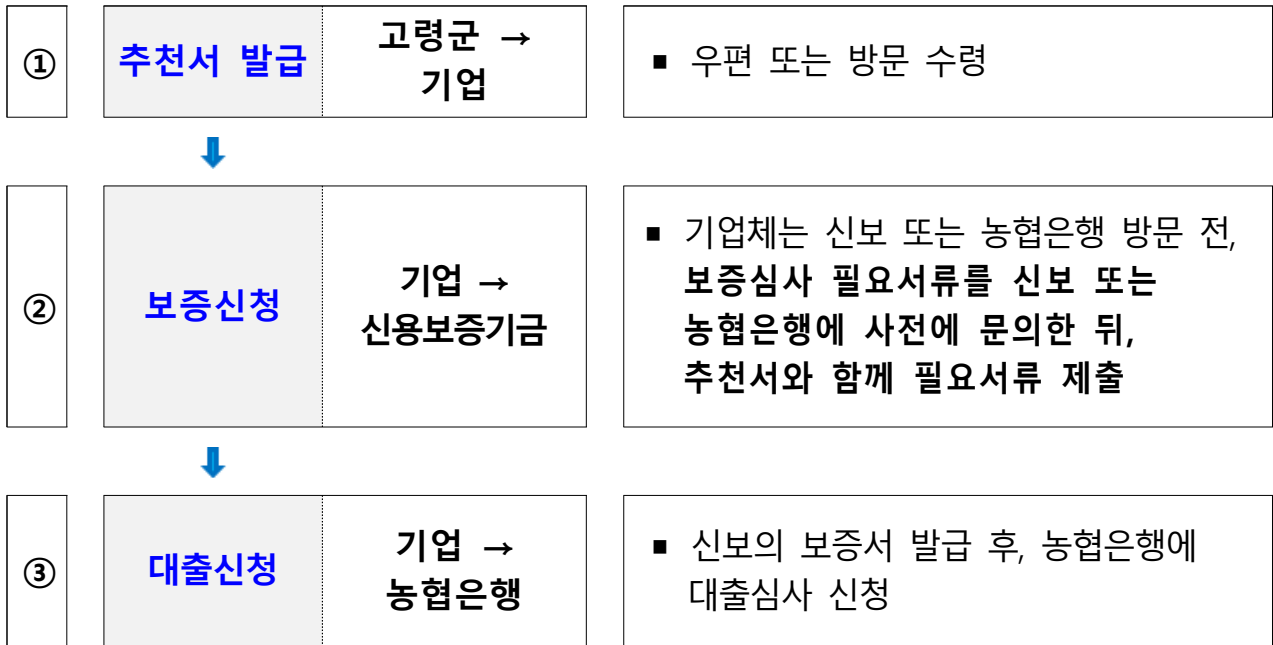 ①
추천서 발급
고령군 →
기업
▪ 우편 또는 방문 수령
②
보증신청
기업 →
신용보증기금
▪ 기업체는 신보 또는 농협은행 방문 전,
보증심사 필요서류를 신보 또는
농협은행에 사전에 문의한 뒤,
추천서와 함께 필요서류 제출
③
대출신청
기업 →
농협은행
▪ 신보의 보증서 발급 후, 농협은행에
대출심사 신청